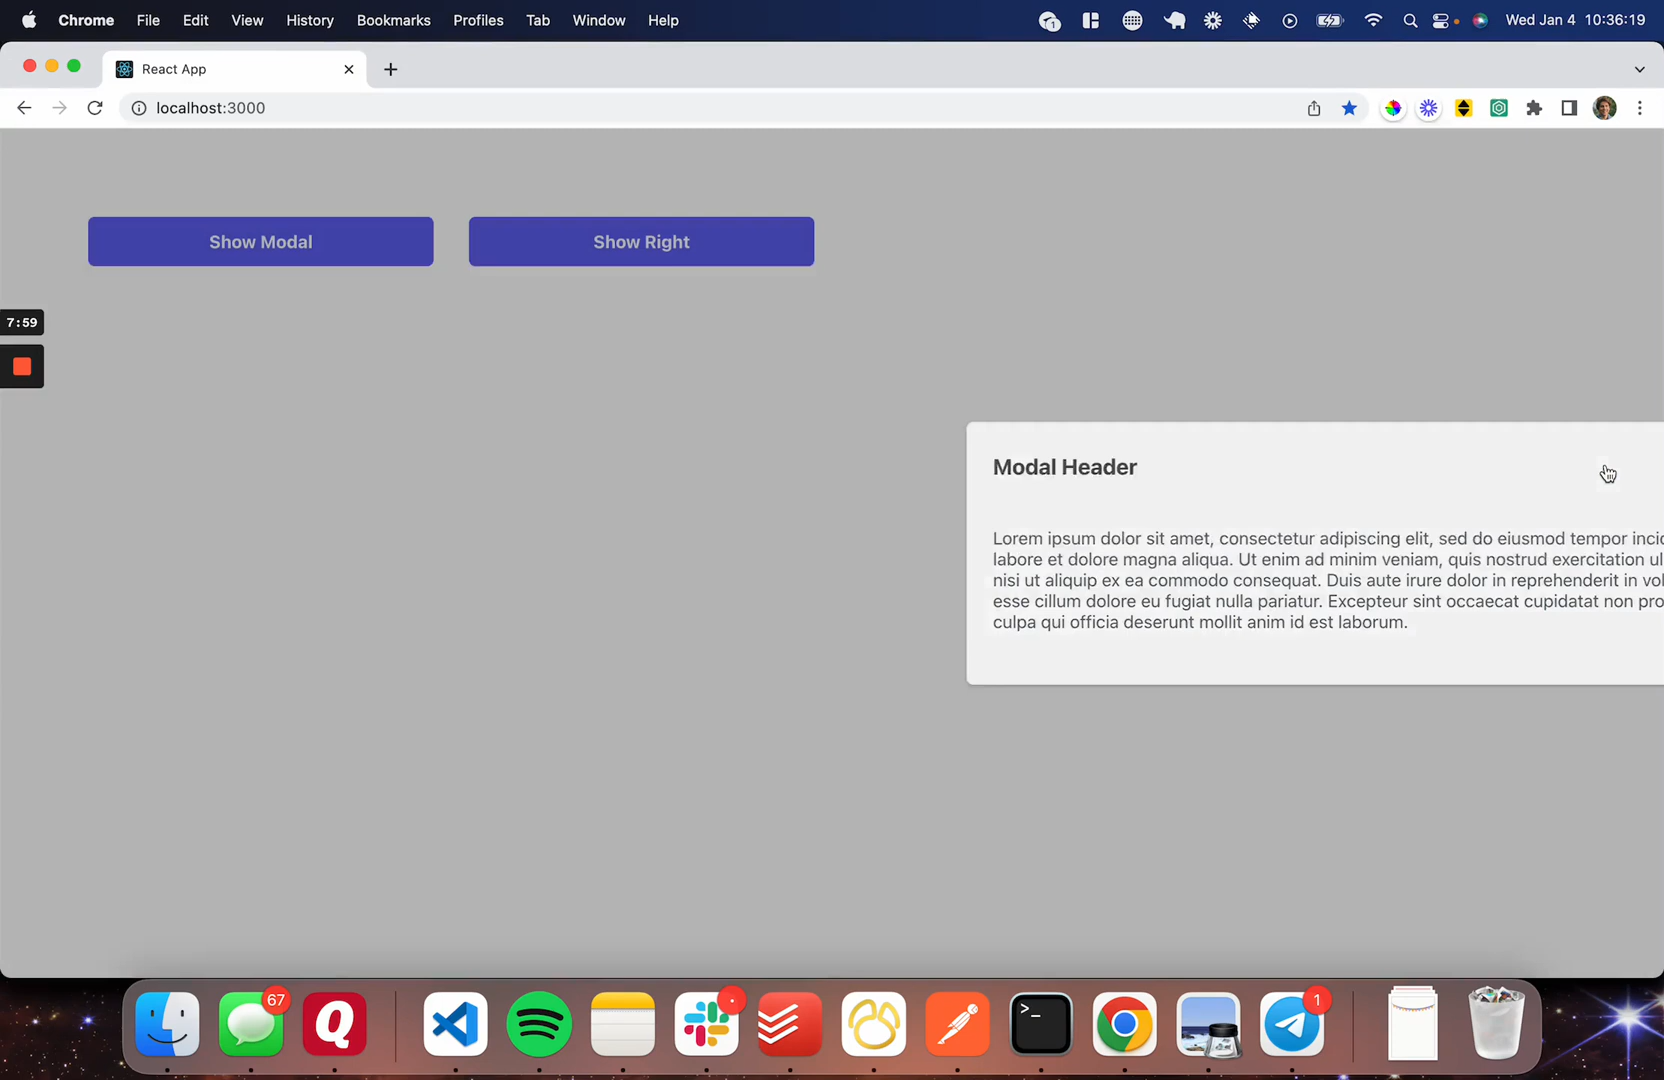 Chrome File Edit View History Bookmarks Profiles Tab Window Help 1 Wed Jan 4 10:36:19
React App
localhost:3000
Show Modal Show Right
7:59
Modal Header
Lorem ipsum dolor sit amet, consectetur adipiscing elit, sed do eiusmod tempor incid
labore et dolore magna aliqua. Ut enim ad minim veniam, quis nostrud exercitation ul
nisi ut aliquip ex ea commodo consequat. Duis aute irure dolor in reprehenderit in vol
esse cillum dolore eu fugiat nulla pariatur. Excepteur sint occaecat cupidatat non pro
culpa qui officia deserunt mollit anim id est laborum.
67 Q >_ 1